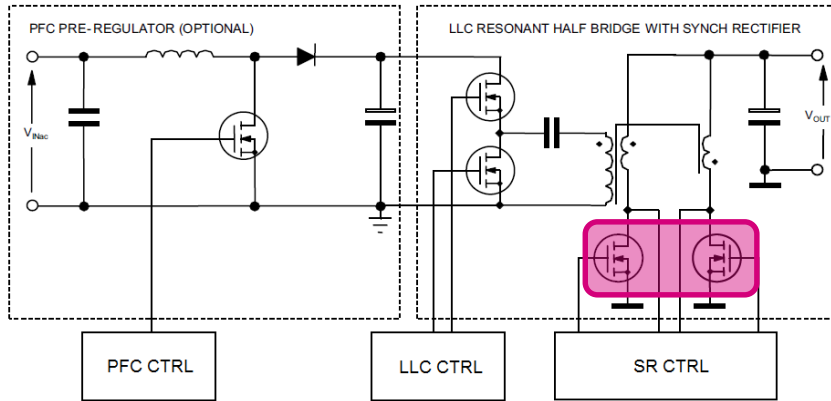 PFC PRE-REGULATOR (OPTIONAL)
LLC RESONANT HALF BRIDGE WITH SYNCH RECTIFIER
VINac
VOUT
PFC CTRL
LLC CTRL
SR CTRL